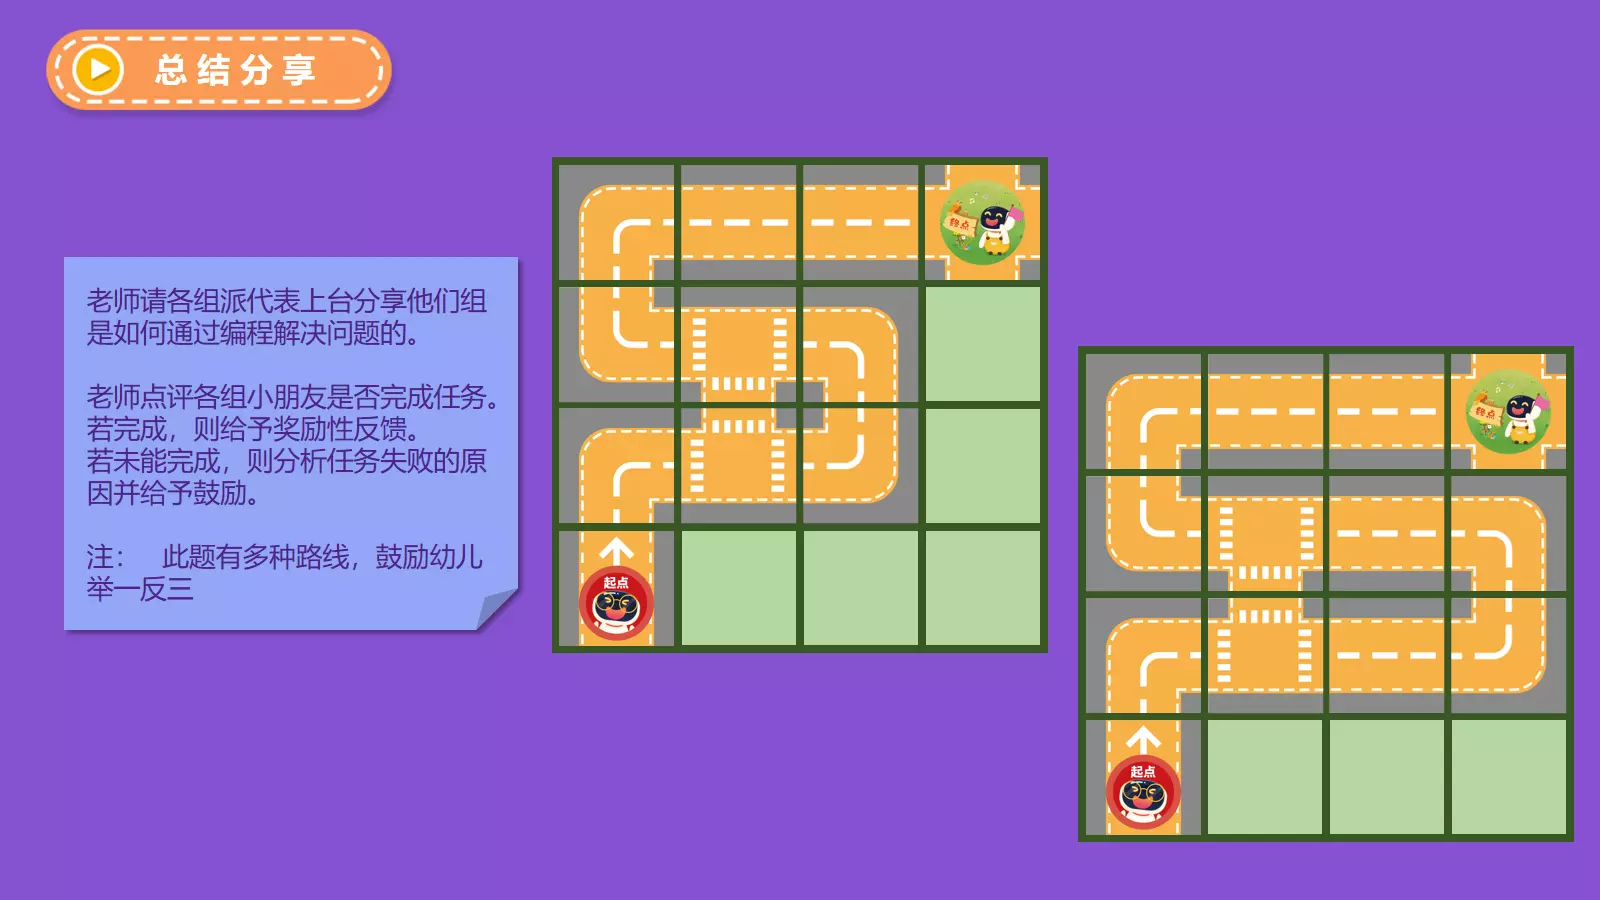 总结分享
老师请各组派代表上台分享他们组
是如何通过编程解决问题的。
老师点评各组小朋友是否完成任务。
若完成，则给予奖励性反馈。
若未能完成，则分析任务失败的原
因并给予鼓励。
注： 此题有多种路线，鼓励幼儿
举一反三
终点
起点
终点
起点